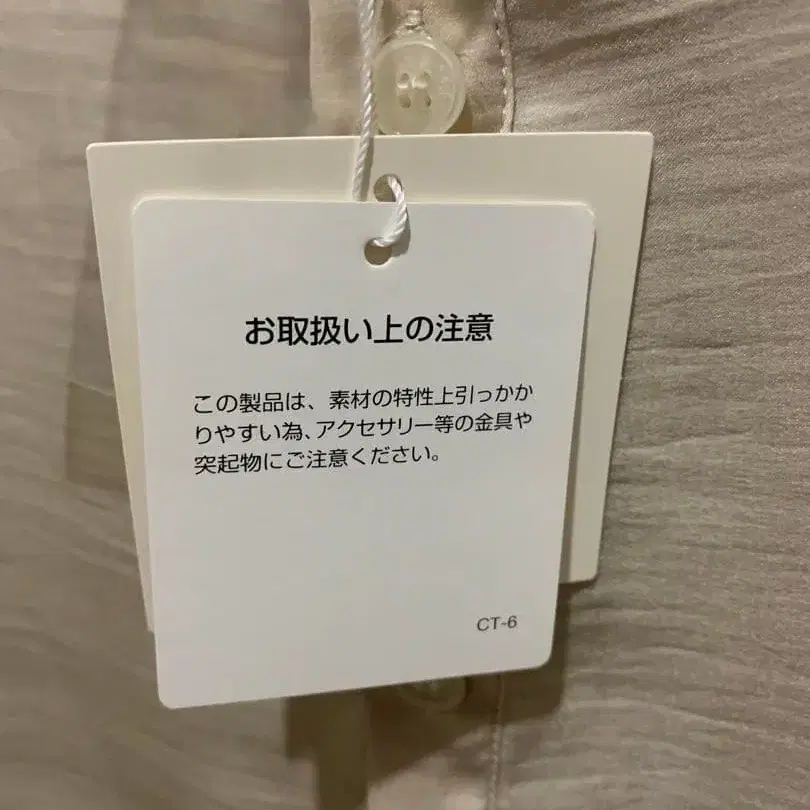 お取扱い上の注意
この製品は、素材の特性上引っかか
りやすい為、アクセサリー等の金具や
突起物にご注意ください。
CT-6